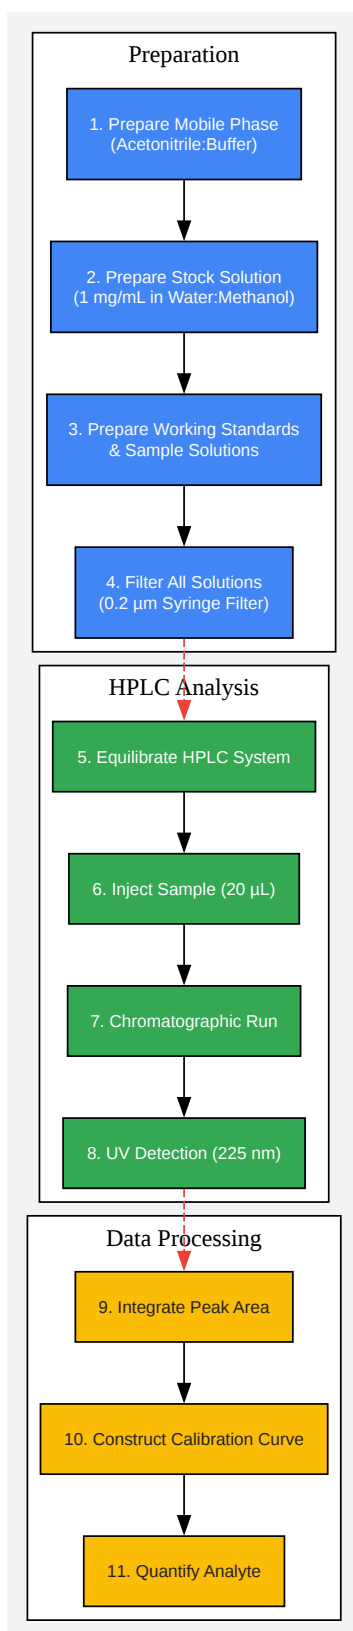 Preparation
1. Prepare Mobile Phase
(Acetonitrile:Buffer)
2. Prepare Stock Solution
(1 mg/mL in Water:Methanol)
3. Prepare Working Standards
& Sample Solutions
4. Filter All Solutions
(0.2 µm Syringe Filter)
HPLC Analysis
5. Equilibrate HPLC System
6. Inject Sample (20 µL)
7. Chromatographic Run
8. UV Detection (225 nm)
Data Processing
9. Integrate Peak Area
10. Construct Calibration Curve
11. Quantify Analyte